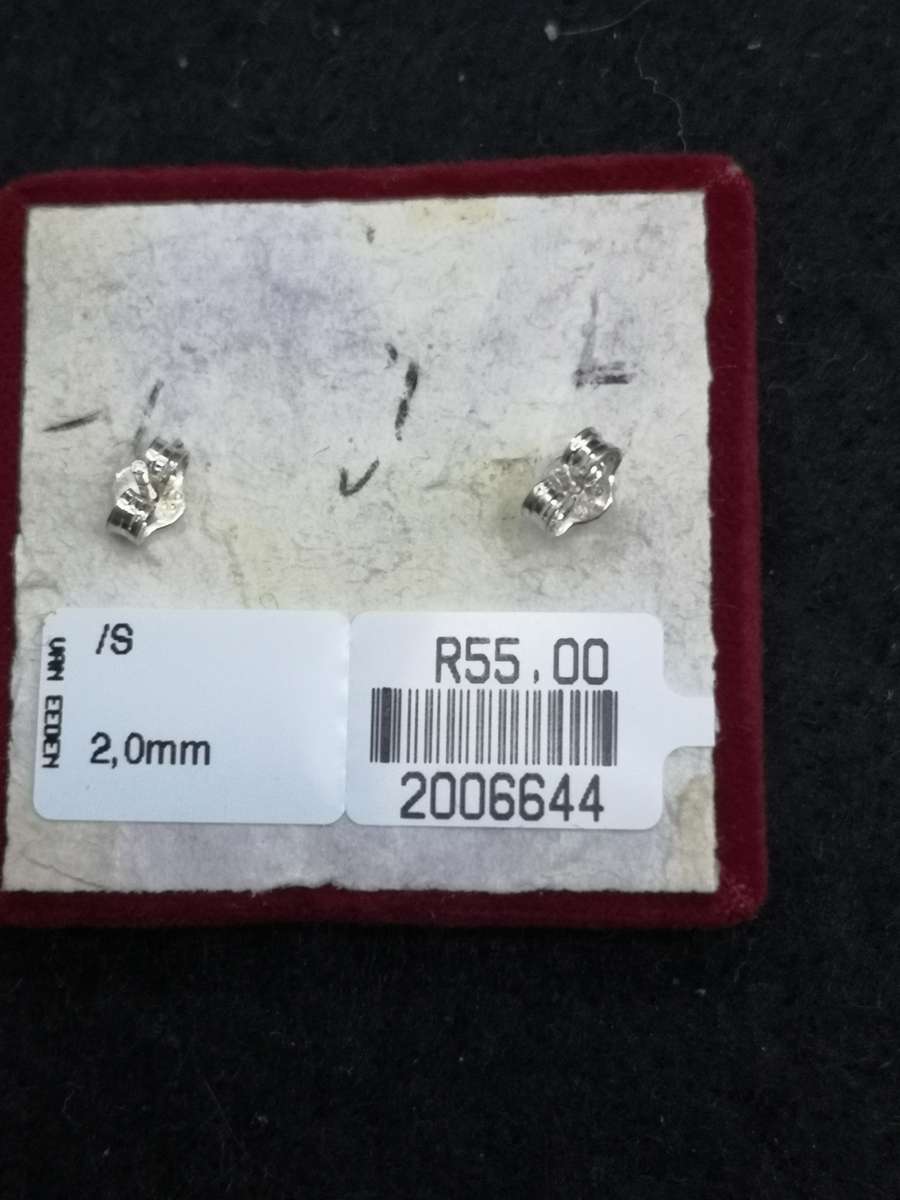 VAN EEDEN
/S
2,0mm
R55.00
2006644